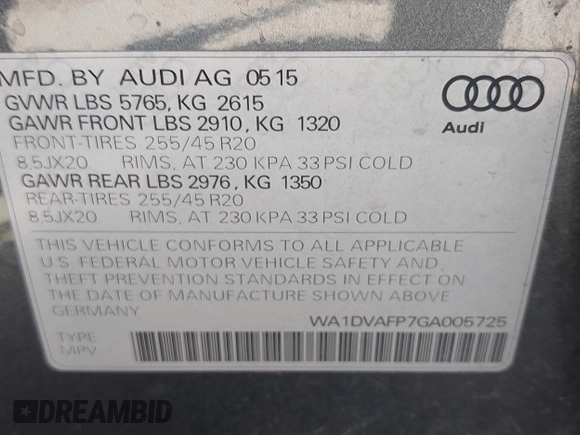 MFD. BY AUDI AG 05 15
GVWR LBS 5765, KG 2615
GAWR FRONT LBS 2910, KG 1320
FRONT-TIRES 255/45 R20
8,5JX20 RIMS, AT 230 KPA 33 PSI COLD
GAWR REAR LBS 2976, KG 1350
REAR-TIRES 255/45 R20
8,5JX20 RIMS, AT 230 KPA 33 PSI COLD
Audi
THIS VEHICLE CONFORMS TO ALL APPLICABLE
U.S. FEDERAL MOTOR VEHICLE SAFETY AND
THEFT PREVENTION STANDARDS IN EFFECT ON
THE DATE OF MANUFACTURE SHOWN ABOVE
GERMANY
WA1DVAFP7GA005725
TYPE
MPV
DREAMBID